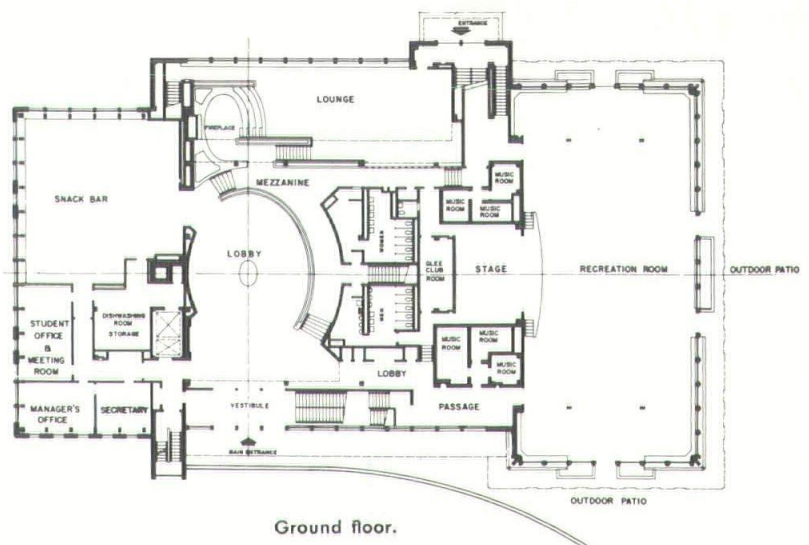 ENTRANCE
LOUNGE
FIREPLACE
MEZZANINE
SNACK BAR
LOBBY
WOMEN
MEN
MUSIC
ROOM
MUSIC
ROOM
MUSIC
ROOM
GLEE
CLUB
ROOM
STAGE
RECREATION ROOM
OUTDOOR PATIO
DISHWASHING
ROOM
STORAGE
STUDENT
OFFICE
&
MEETING
ROOM
MUSIC
ROOM
MUSIC
ROOM
MUSIC
ROOM
LOBBY
MANAGER'S
OFFICE
SECRETARY
VESTIBULE
PASSAGE
MAIN ENTRANCE
OUTDOOR PATIO
Ground floor.